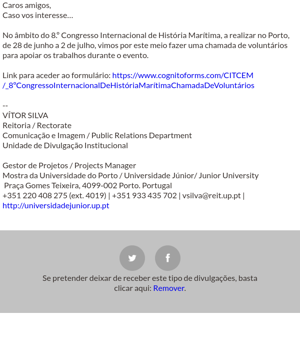 Caros amigos,
Caso vos interesse…
No âmbito do 8.º Congresso Internacional de História Marítima, a realizar no Porto,
de 28 de junho a 2 de julho, vimos por este meio fazer uma chamada de voluntários
para apoiar os trabalhos durante o evento.
Link para aceder ao formulário: https://www.cognitoforms.com/CITCEM
/_8ºCongressoInternacionalDeHistóriaMarítimaChamadaDeVoluntários
--
VÍTOR SILVA
Reitoria / Rectorate
Comunicação e Imagem / Public Relations Department
Unidade de Divulgação Institucional
Gestor de Projetos / Projects Manager
Mostra da Universidade do Porto / Universidade Júnior/ Junior University
Praça Gomes Teixeira, 4099-002 Porto. Portugal
+351 220 408 275 (ext. 4019) | +351 933 435 702 | vsilva@reit.up.pt |
http://universidadejunior.up.pt
Se pretender deixar de receber este tipo de divulgações, basta
clicar aqui: Remover.